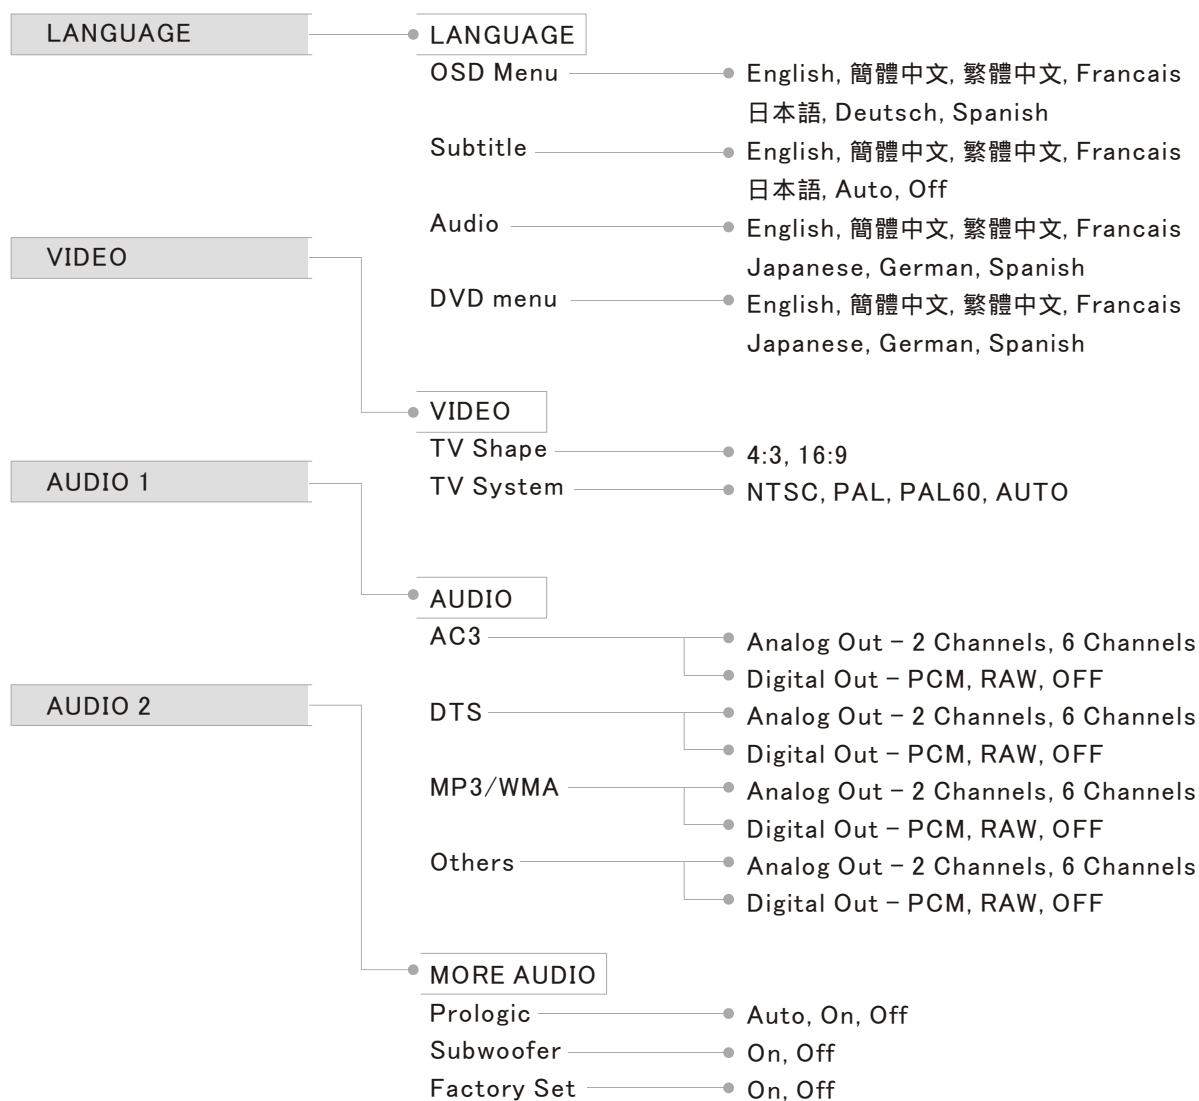 LANGUAGE
LANGUAGE
OSD Menu
English, 簡體中文, 繁體中文, Francais
日本語, Deutsch, Spanish
Subtitle
English, 簡體中文, 繁體中文, Francais
日本語, Auto, Off
Audio
English, 簡體中文, 繁體中文, Francais
Japanese, German, Spanish
DVD menu
English, 簡體中文, 繁體中文, Francais
Japanese, German, Spanish
VIDEO
VIDEO
TV Shape
4:3, 16:9
TV System
NTSC, PAL, PAL60, AUTO
AUDIO 1
AUDIO
AC3
Analog Out – 2 Channels, 6 Channels
Digital Out – PCM, RAW, OFF
DTS
Analog Out – 2 Channels, 6 Channels
Digital Out – PCM, RAW, OFF
MP3/WMA
Analog Out – 2 Channels, 6 Channels
Digital Out – PCM, RAW, OFF
Others
Analog Out – 2 Channels, 6 Channels
Digital Out – PCM, RAW, OFF
AUDIO 2
MORE AUDIO
Prologic
Auto, On, Off
Subwoofer
On, Off
Factory Set
On, Off